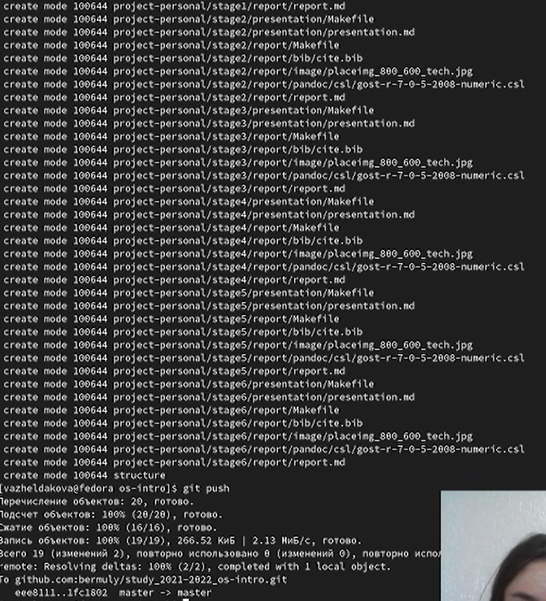 create mode 100644 project-personal/stage1/report/report.md
create mode 100644 project-personal/stage2/presentation/Makefile
create mode 100644 project-personal/stage2/presentation/presentation.md
create mode 100644 project-personal/stage2/report/Makefile
create mode 100644 project-personal/stage2/report/bib/cite.bib
create mode 100644 project-personal/stage2/report/image/placeimg_800_600_tech.jpg
create mode 100644 project-personal/stage2/report/pandoc/csl/gost-r-7-0-5-2008-numeric.csl
create mode 100644 project-personal/stage2/report/report.md
create mode 100644 project-personal/stage3/presentation/Makefile
create mode 100644 project-personal/stage3/presentation/presentation.md
create mode 100644 project-personal/stage3/report/Makefile
create mode 100644 project-personal/stage3/report/bib/cite.bib
create mode 100644 project-personal/stage3/report/image/placeimg_800_600_tech.jpg
create mode 100644 project-personal/stage3/report/pandoc/csl/gost-r-7-0-5-2008-numeric.csl
create mode 100644 project-personal/stage3/report/report.md
create mode 100644 project-personal/stage4/presentation/Makefile
create mode 100644 project-personal/stage4/presentation/presentation.md
create mode 100644 project-personal/stage4/report/Makefile
create mode 100644 project-personal/stage4/report/bib/cite.bib
create mode 100644 project-personal/stage4/report/image/placeimg_800_600_tech.jpg
create mode 100644 project-personal/stage4/report/pandoc/csl/gost-r-7-0-5-2008-numeric.csl
create mode 100644 project-personal/stage4/report/report.md
create mode 100644 project-personal/stage5/presentation/Makefile
create mode 100644 project-personal/stage5/presentation/presentation.md
create mode 100644 project-personal/stage5/report/Makefile
create mode 100644 project-personal/stage5/report/bib/cite.bib
create mode 100644 project-personal/stage5/report/image/placeimg_800_600_tech.jpg
create mode 100644 project-personal/stage5/report/pandoc/csl/gost-r-7-0-5-2008-numeric.csl
create mode 100644 project-personal/stage5/report/report.md
create mode 100644 project-personal/stage6/presentation/Makefile
create mode 100644 project-personal/stage6/presentation/presentation.md
create mode 100644 project-personal/stage6/report/Makefile
create mode 100644 project-personal/stage6/report/bib/cite.bib
create mode 100644 project-personal/stage6/report/image/placeimg_800_600_tech.jpg
create mode 100644 project-personal/stage6/report/pandoc/csl/gost-r-7-0-5-2008-numeric.csl
create mode 100644 project-personal/stage6/report/report.md
create mode 100644 structure
[vazheldakova@fedora os-intro]$ git push
Перечисление объектов: 20, готово.
Подсчет объектов: 100% (20/20), готово.
Сжатие объектов: 100% (16/16), готово.
Запись объектов: 100% (19/19), 266.52 КиБ | 2.13 МиБ/с, готово.
Всего 19 (изменений 2), повторно использовано 0 (изменений 0), повторно испол
remote: Resolving deltas: 100% (2/2), completed with 1 local object.
To github.com:bermuly/study_2021-2022_os-intro.git
eee8111..1fc1802 master -> master